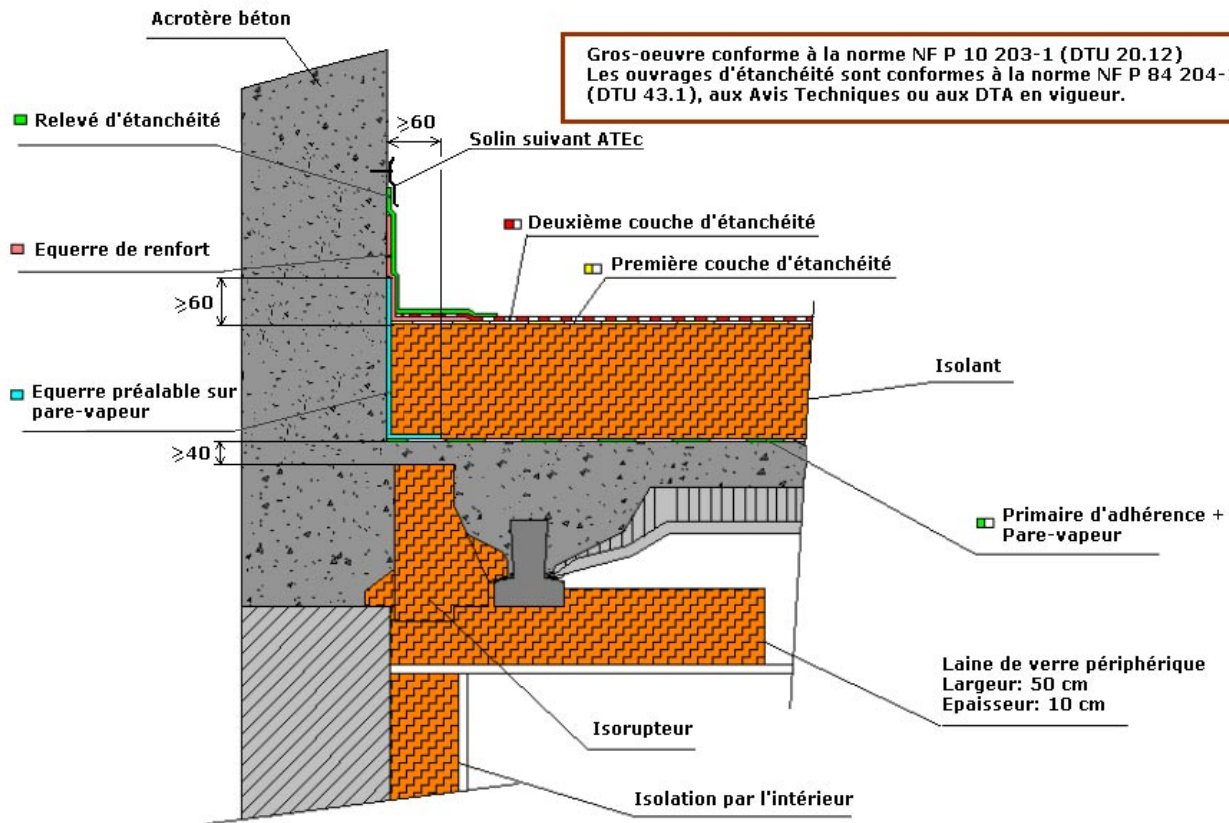 Acrotère béton
Gros-oeuvre conforme à la norme NF P 10 203-1 (DTU 20.12)
Les ouvrages d'étanchéité sont conformes à la norme NF P 84 204-
(DTU 43.1), aux Avis Techniques ou aux DTA en vigueur.
Relevé d'étanchéité
≥60
Solin suivant ATEc
Deuxième couche d'étanchéité
Equerre de renfort
Première couche d'étanchéité
≥60
Isolant
Equerre préalable sur
pare-vapeur
≥40
Primaire d'adhérence +
Pare-vapeur
Laine de verre périphérique
Largeur: 50 cm
Epaisseur: 10 cm
Isorupteur
Isolation par l'intérieur